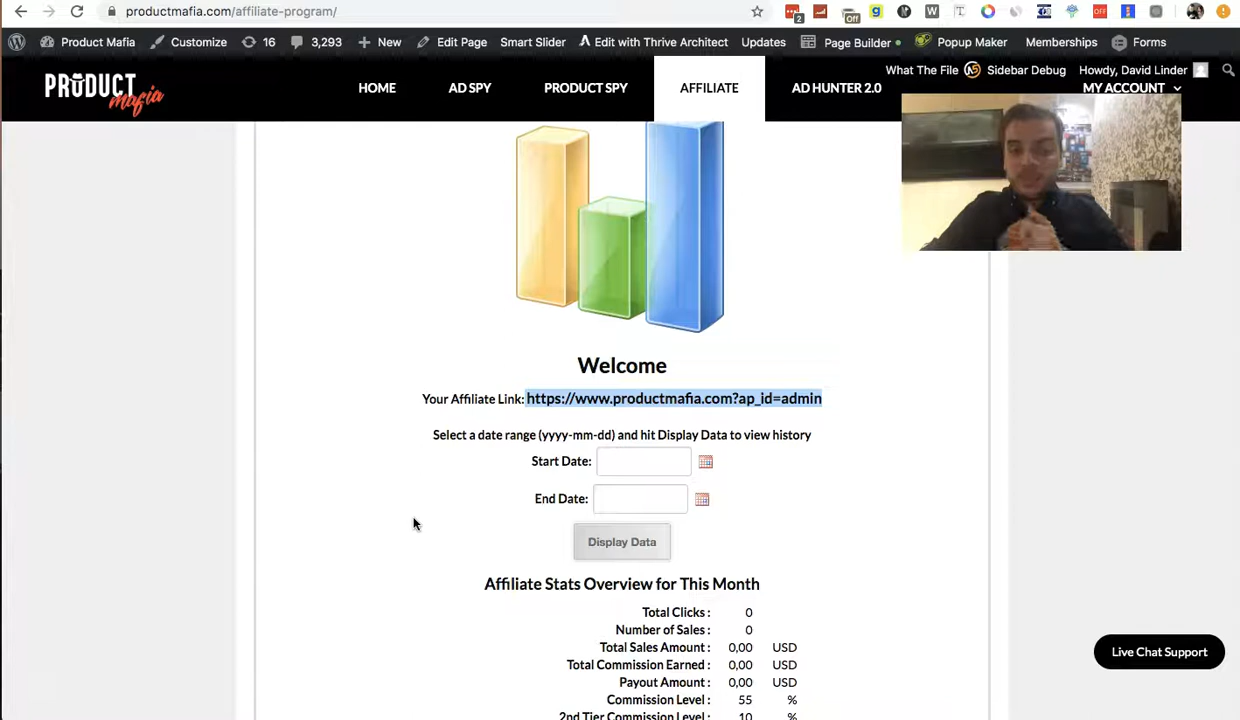 productmafia.com/affiliate-program/
2
Off
Product Mafia
Customize
16
3,293
New
Edit Page
Smart Slider
Edit with Thrive Architect
Updates
Page Builder
Popup Maker
Memberships
Forms
What The File
Sidebar Debug
Howdy, David Linder
PRODUCT
mafia
HOME
AD SPY
PRODUCT SPY
AFFILIATE
AD HUNTER 2.0
MY ACCOUNT
Welcome
Your Affiliate Link: https://www.productmafia.com?ap_id=admin
Select a date range (yyyy-mm-dd) and hit Display Data to view history
Start Date:
End Date:
Display Data
Affiliate Stats Overview for This Month
Total Clicks : 0
Number of Sales : 0
Total Sales Amount : 0,00 USD
Total Commission Earned : 0,00 USD
Payout Amount : 0,00 USD
Commission Level : 55 %
2nd Tier Commission Level : 10 %
Live Chat Support